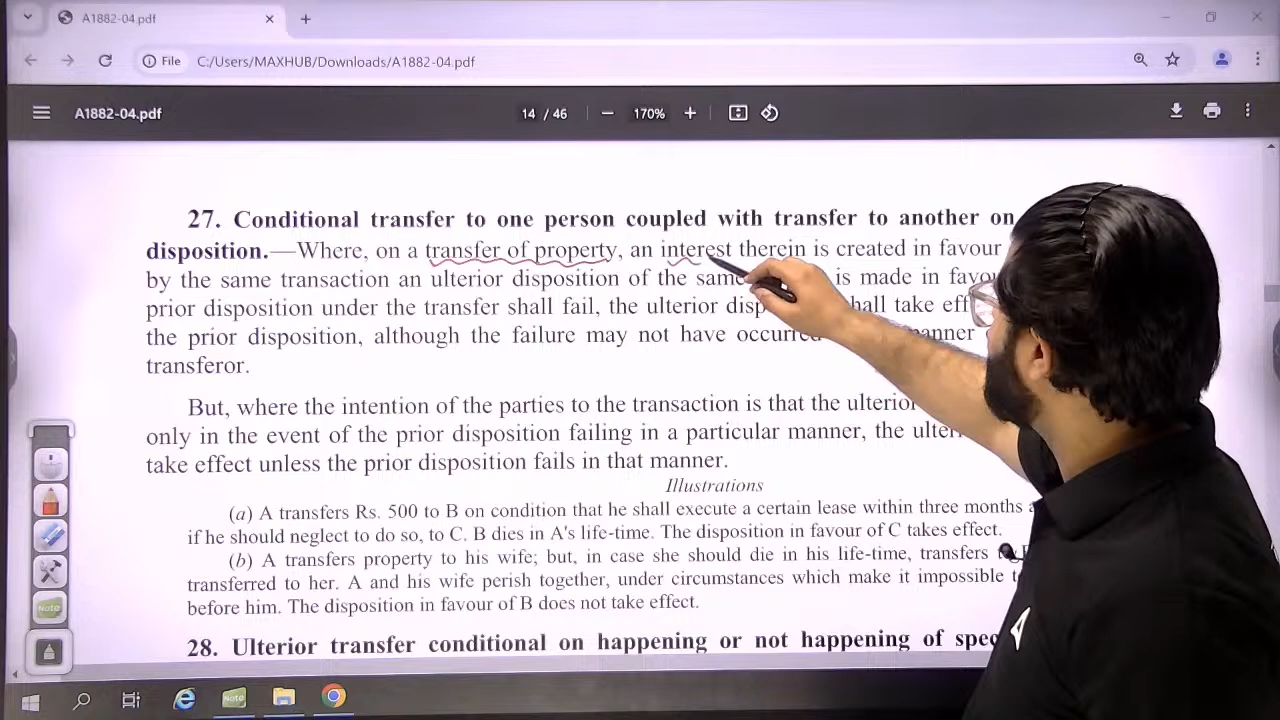 A1882-04.pdf
File C:/Users/MAXHUB/Downloads/A1882-04.pdf
A1882-04.pdf 14 / 46 170%
27. Conditional transfer to one person coupled with transfer to another on
disposition.—Where, on a transfer of property, an interest therein is created in favour
by the same transaction an ulterior disposition of the same is made in
prior disposition under the transfer shall fail, the ulterior shall take
the prior disposition, although the failure may not have manner
transferor.
But, where the intention of the parties to the transaction is that the
only in the event of the prior disposition failing in a particular manner, the
take effect unless the prior disposition fails in that manner.
Illustrations
(a) A transfers Rs. 500 to B on condition that he shall execute a certain lease within three months
if he should neglect to do so, to C. B dies in A's life-time. The disposition in favour of C takes effect.
(b) A transfers property to his wife; but, in case she should die in his life-time, transfers
transferred to her. A and his wife perish together, under circumstances which make it impossible
before him. The disposition in favour of B does not take effect.
28. Ulterior transfer conditional on happening or not happening of
Note
Note